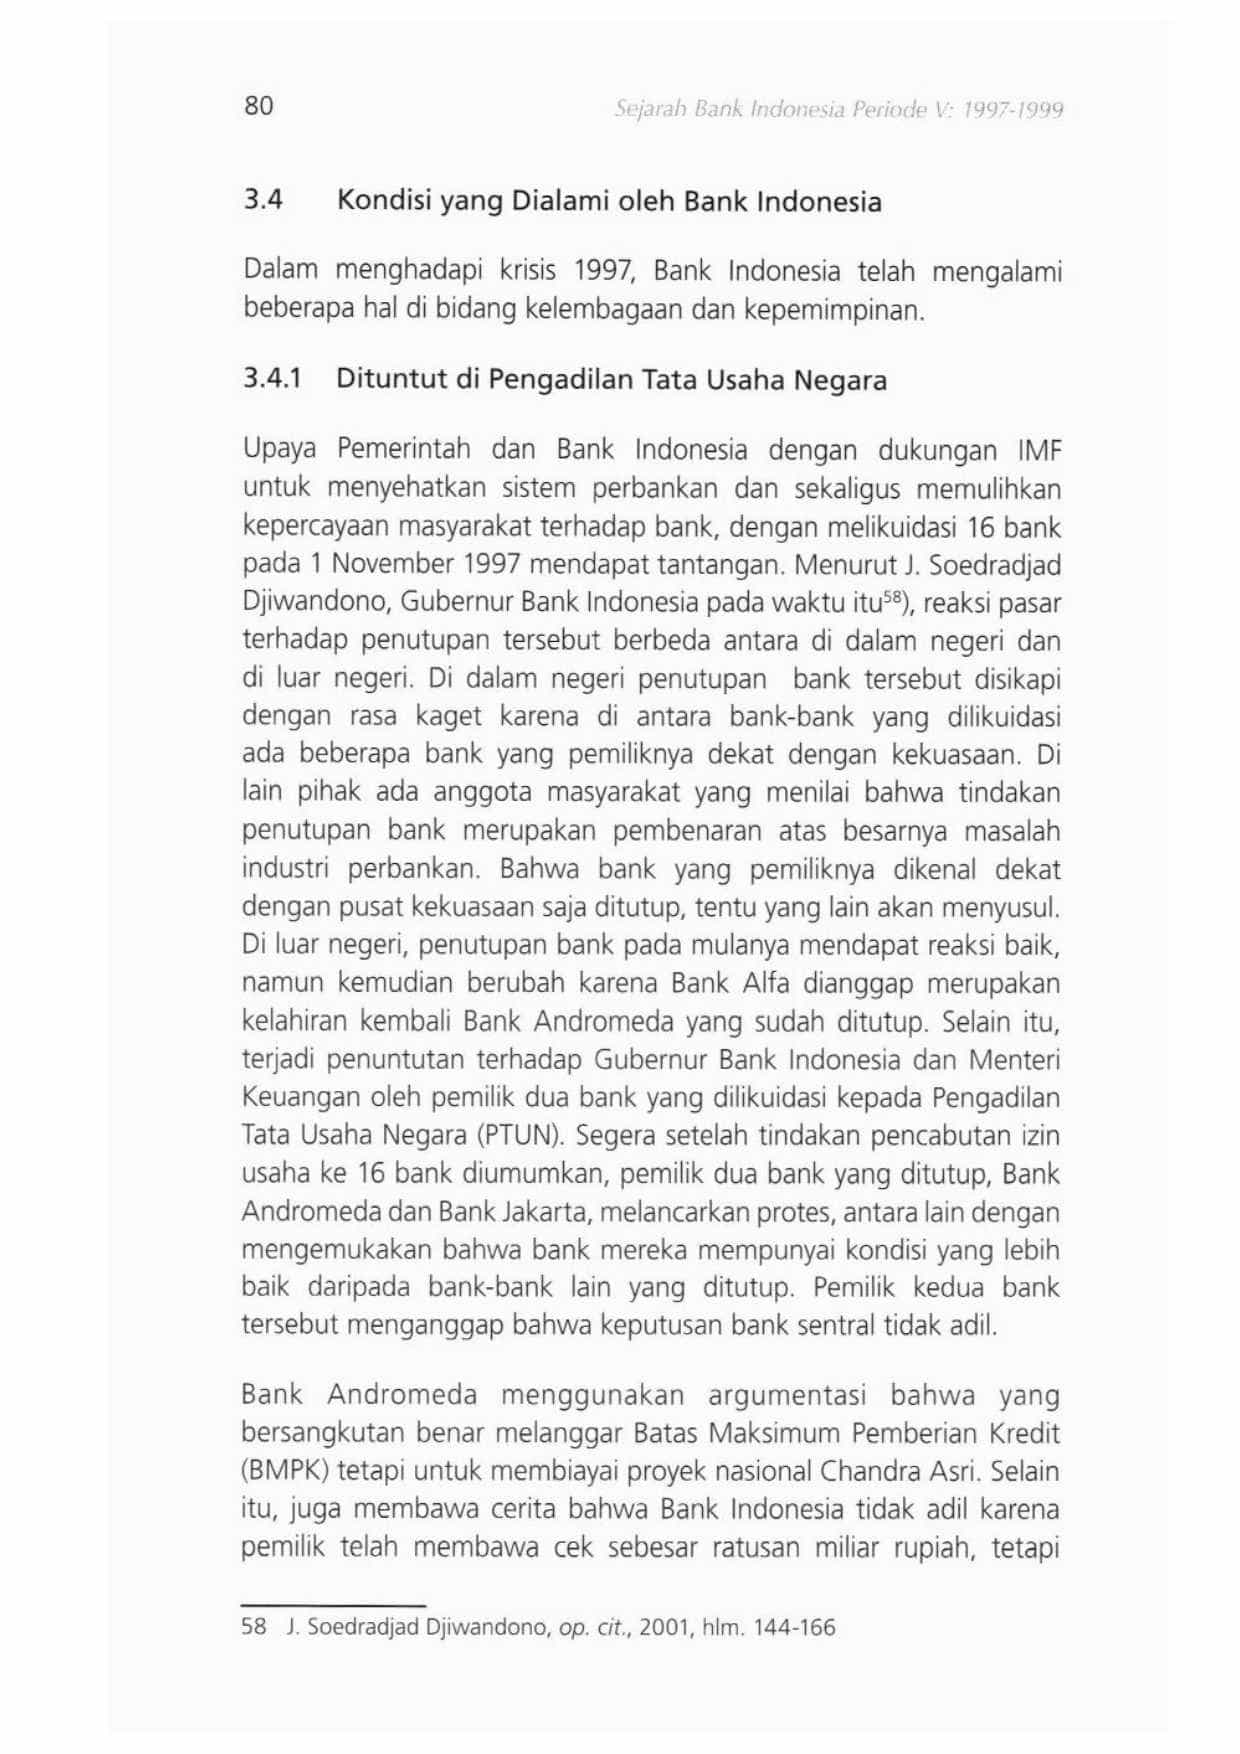 80
Sejarah Bank Indonesia Periode V: 1997-1999
3.4 Kondisi yang Dialami oleh Bank Indonesia
Dalam menghadapi krisis 1997, Bank Indonesia telah mengalami
beberapa hal di bidang kelembagaan dan kepemimpinan.
3.4.1 Dituntut di Pengadilan Tata Usaha Negara
Upaya Pemerintah dan Bank Indonesia dengan dukungan IMF
untuk menyehatkan sistem perbankan dan sekaligus memulihkan
kepercayaan masyarakat terhadap bank, dengan melikuidasi 16 bank
pada 1 November 1997 mendapat tantangan. Menurut J. Soedradjad
Djiwandono, Gubernur Bank Indonesia pada waktu itu⁵⁸), reaksi pasar
terhadap penutupan tersebut berbeda antara di dalam negeri dan
di luar negeri. Di dalam negeri penutupan bank tersebut disikapi
dengan rasa kaget karena di antara bank-bank yang dilikuidasi
ada beberapa bank yang pemiliknya dekat dengan kekuasaan. Di
lain pihak ada anggota masyarakat yang menilai bahwa tindakan
penutupan bank merupakan pembenaran atas besarnya masalah
industri perbankan. Bahwa bank yang pemiliknya dikenal dekat
dengan pusat kekuasaan saja ditutup, tentu yang lain akan menyusul.
Di luar negeri, penutupan bank pada mulanya mendapat reaksi baik,
namun kemudian berubah karena Bank Alfa dianggap merupakan
kelahiran kembali Bank Andromeda yang sudah ditutup. Selain itu,
terjadi penuntutan terhadap Gubernur Bank Indonesia dan Menteri
Keuangan oleh pemilik dua bank yang dilikuidasi kepada Pengadilan
Tata Usaha Negara (PTUN). Segera setelah tindakan pencabutan izin
usaha ke 16 bank diumumkan, pemilik dua bank yang ditutup, Bank
Andromeda dan Bank Jakarta, melancarkan protes, antara lain dengan
mengemukakan bahwa bank mereka mempunyai kondisi yang lebih
baik daripada bank-bank lain yang ditutup. Pemilik kedua bank
tersebut menganggap bahwa keputusan bank sentral tidak adil.
Bank Andromeda menggunakan argumentasi bahwa yang
bersangkutan benar melanggar Batas Maksimum Pemberian Kredit
(BMPK) tetapi untuk membiayai proyek nasional Chandra Asri. Selain
itu, juga membawa cerita bahwa Bank Indonesia tidak adil karena
pemilik telah membawa cek sebesar ratusan miliar rupiah, tetapi
58 J. Soedradjad Djiwandono, op. cit., 2001, hlm. 144-166